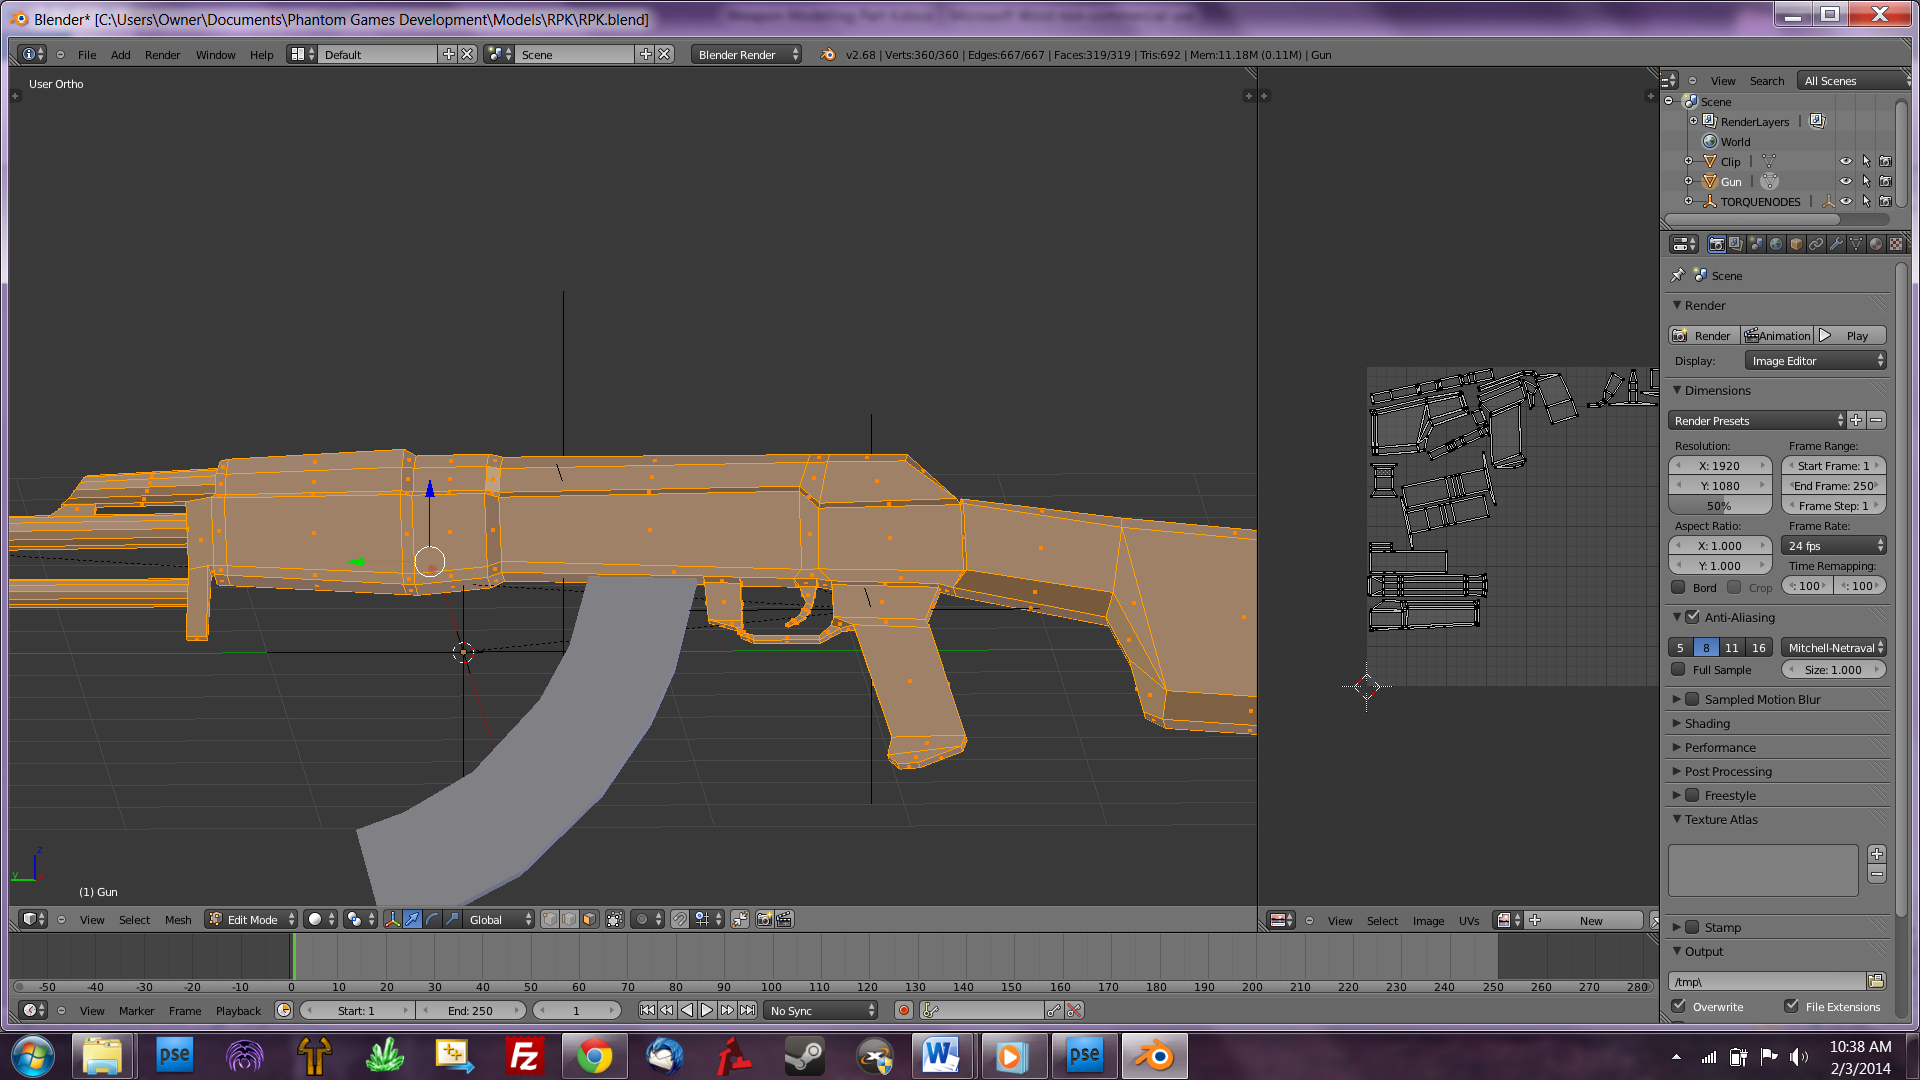 Blender* [C:\Users\Owner\Documents\Phantom Games Development\Models\RPK\RPK.blend]
File Add Render Window Help Default Scene Blender Render v2.68 | Verts:360/360 | Edges:667/667 | Faces:319/319 | Tris:692 | Mem:11.18M (0.11M) | Gun
User Ortho
View Search All Scenes
Scene
RenderLayers
World
Clip
Gun
TORQUENODES
Scene
Render
Render Animation Play
Display: Image Editor
Dimensions
Render Presets
Resolution: Frame Range:
X: 1920 Start Frame: 1
Y: 1080 End Frame: 250
50% Frame Step: 1
Aspect Ratio: Frame Rate:
X: 1.000 24 fps
Y: 1.000 Time Remapping:
Bord Crop : 100 : 100
Anti-Aliasing
5 8 11 16 Mitchell-Netraval
Full Sample Size: 1.000
Sampled Motion Blur
Shading
Performance
Post Processing
Freestyle
Texture Atlas
Stamp
Output
/tmp\
Overwrite File Extensions
z
y
(1) Gun
View Select Mesh Edit Mode Global
View Select Image UVs New
-50 -40 -30 -20 -10 0 10 20 30 40 50 60 70 80 90 100 110 120 130 140 150 160 170 180 190 200 210 220 230 240 250 260 270 280
View Marker Frame Playback Start: 1 End: 250 1 No Sync
pse
Fz
W
pse
10:38 AM
2/3/2014